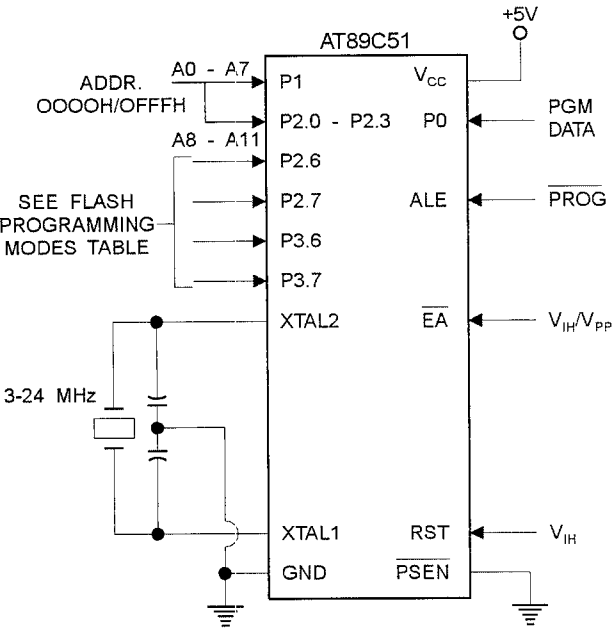 +5V
AT89C51
ADDR.
OOOOH/OFFFH
A0 - A7
P1
VCC
P2.0 - P2.3
P0
PGM
DATA
A8 - A11
P2.6
SEE FLASH
PROGRAMMING
MODES TABLE
P2.7
ALE
PROG
P3.6
P3.7
XTAL2
EA
VIH/VPP
3-24 MHz
XTAL1
RST
VIH
GND
PSEN